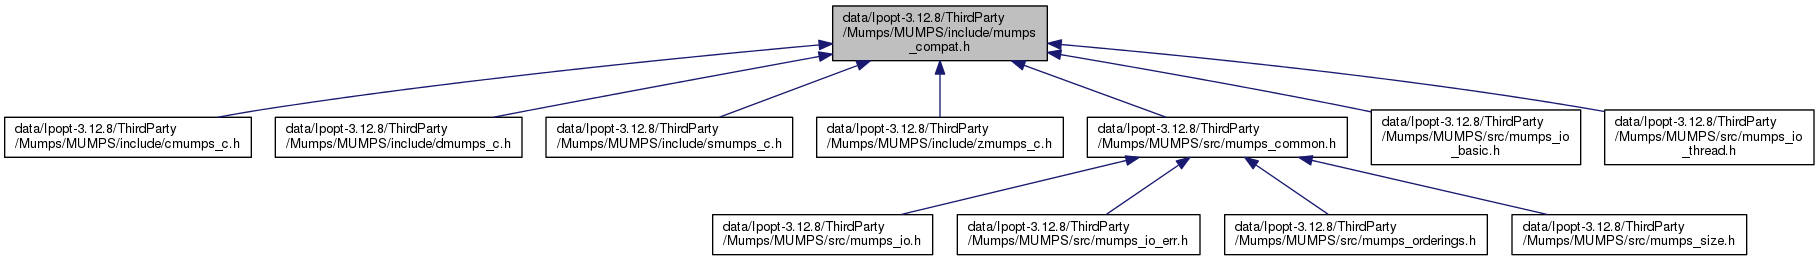 data/Ipopt-3.12.8/ThirdParty
/Mumps/MUMPS/include/mumps
_compat.h
data/Ipopt-3.12.8/ThirdParty
/Mumps/MUMPS/include/cmumps_c.h
data/Ipopt-3.12.8/ThirdParty
/Mumps/MUMPS/include/dmumps_c.h
data/Ipopt-3.12.8/ThirdParty
/Mumps/MUMPS/include/smumps_c.h
data/Ipopt-3.12.8/ThirdParty
/Mumps/MUMPS/include/zmumps_c.h
data/Ipopt-3.12.8/ThirdParty
/Mumps/MUMPS/src/mumps_common.h
data/Ipopt-3.12.8/ThirdParty
/Mumps/MUMPS/src/mumps_io
_basic.h
data/Ipopt-3.12.8/ThirdParty
/Mumps/MUMPS/src/mumps_io
_thread.h
data/Ipopt-3.12.8/ThirdParty
/Mumps/MUMPS/src/mumps_io.h
data/Ipopt-3.12.8/ThirdParty
/Mumps/MUMPS/src/mumps_io_err.h
data/Ipopt-3.12.8/ThirdParty
/Mumps/MUMPS/src/mumps_orderings.h
data/Ipopt-3.12.8/ThirdParty
/Mumps/MUMPS/src/mumps_size.h